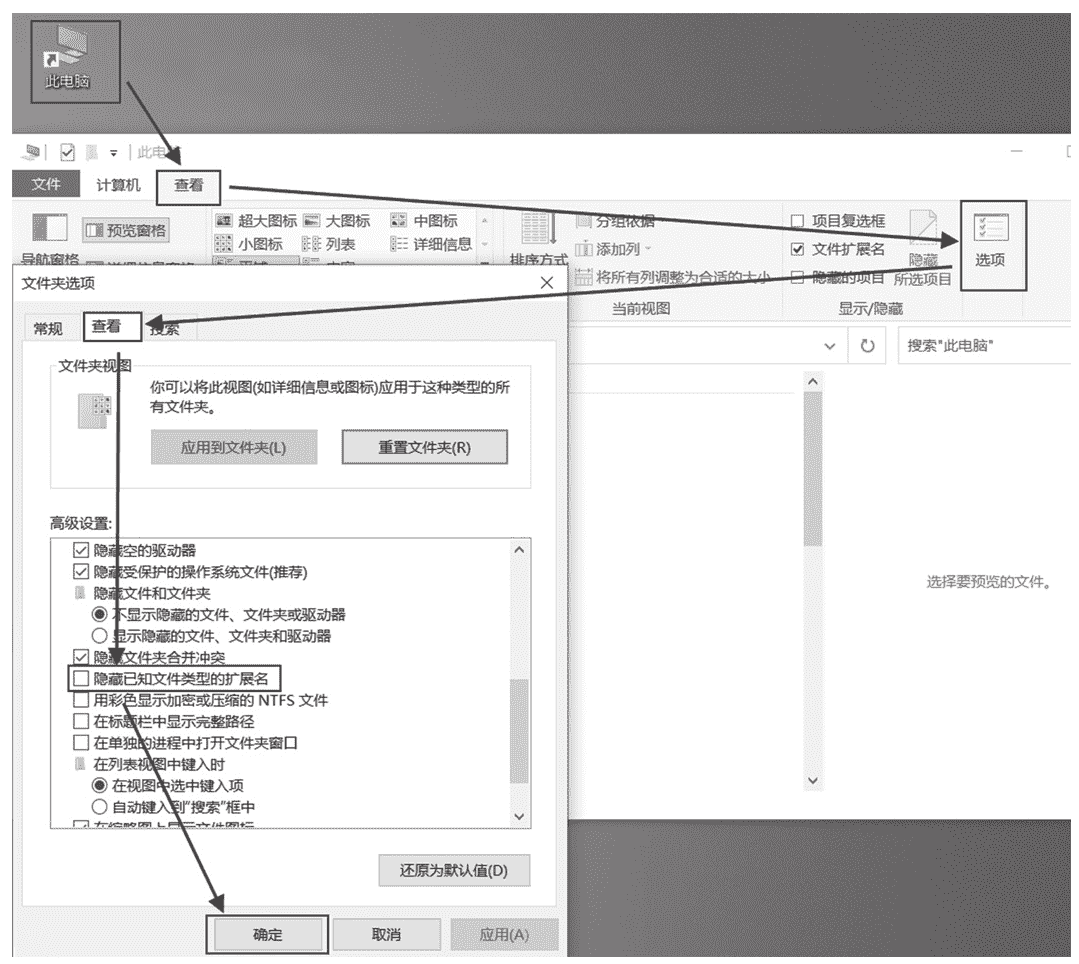 此电脑
此电
文件 计算机 查看
超大图标 大图标 中图标
小图标 列表 详细信息
预览窗格
导航窗格
排序方式
分组依据
添加列
将所有列调整为合适的大小
当前视图
项目复选框
文件扩展名
隐藏的项目
隐藏
所选项目
显示/隐藏
选项
搜索"此电脑"
选择要预览的文件。
文件夹选项
常规 查看 搜索
文件夹视图
你可以将此视图(如详细信息或图标)应用于这种类型的所
有文件夹。
应用到文件夹(L) 重置文件夹(R)
高级设置:
隐藏空的驱动器
隐藏受保护的操作系统文件(推荐)
隐藏文件和文件夹
不显示隐藏的文件、文件夹或驱动器
显示隐藏的文件、文件夹和驱动器
隐藏文件夹合并冲突
隐藏已知文件类型的扩展名
用彩色显示加密或压缩的 NTFS 文件
在标题栏中显示完整路径
在单独的进程中打开文件夹窗口
在列表视图中键入时
在视图中选中键入项
自动键入到"搜索"框中
在缩略图上显示文件图标
还原为默认值(D)
确定 取消 应用(A)